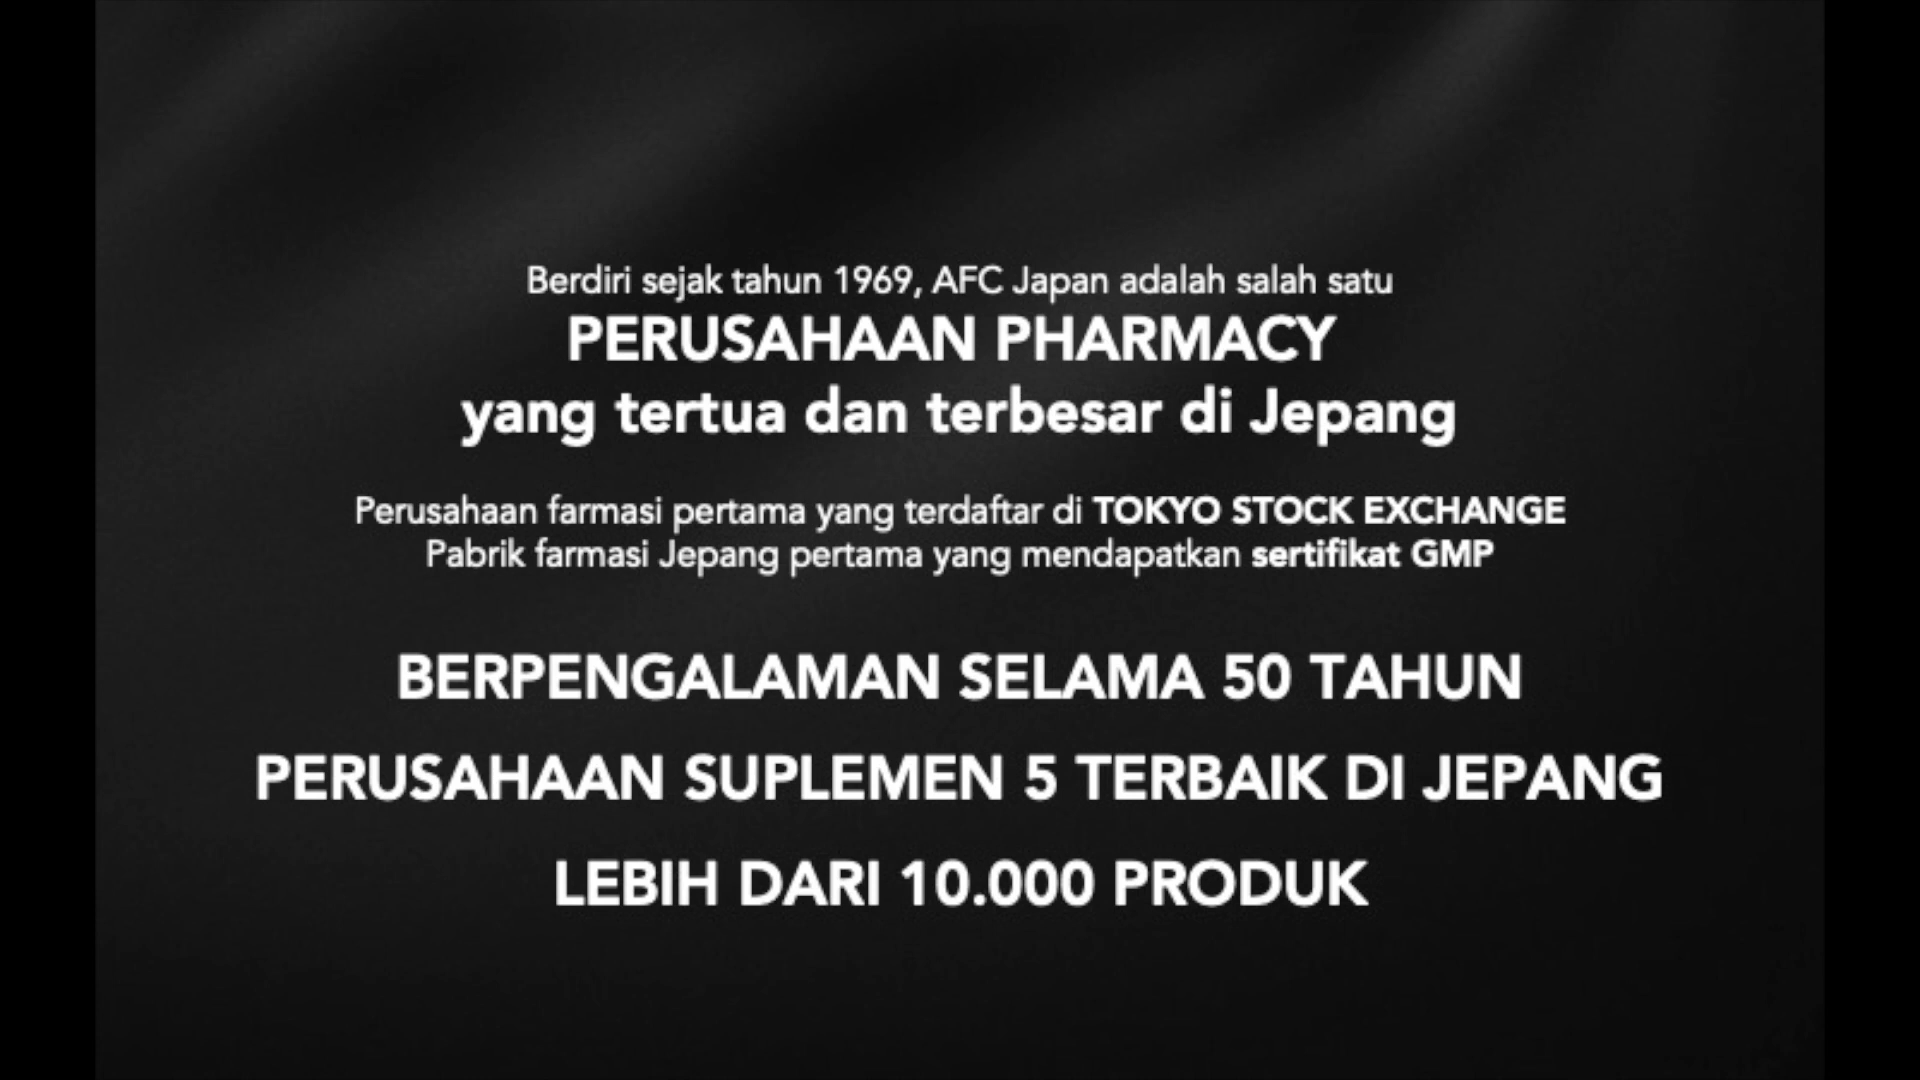 Berdiri sejak tahun 1969, AFC Japan adalah salah satu
PERUSAHAAN PHARMACY
yang tertua dan terbesar di Jepang
Perusahaan farmasi pertama yang terdaftar di TOKYO STOCK EXCHANGE
Pabrik farmasi Jepang pertama yang mendapatkan sertifikat GMP
BERPENGALAMAN SELAMA 50 TAHUN
PERUSAHAAN SUPLEMEN 5 TERBAIK DI JEPANG
LEBIH DARI 10.000 PRODUK